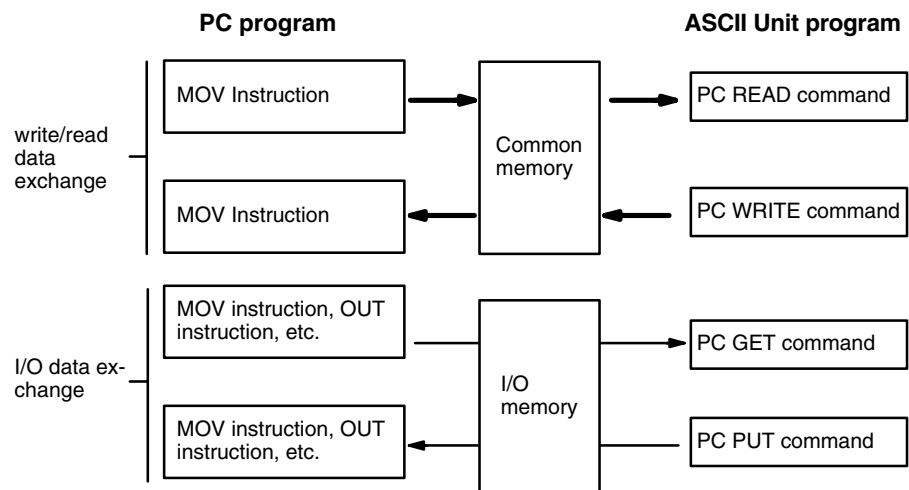 PC program
ASCII Unit program
write/read
data
exchange
MOV Instruction
MOV Instruction
Common
memory
PC READ command
PC WRITE command
I/O data ex-
change
MOV instruction, OUT
instruction, etc.
MOV instruction, OUT
instruction, etc.
I/O
memory
PC GET command
PC PUT command